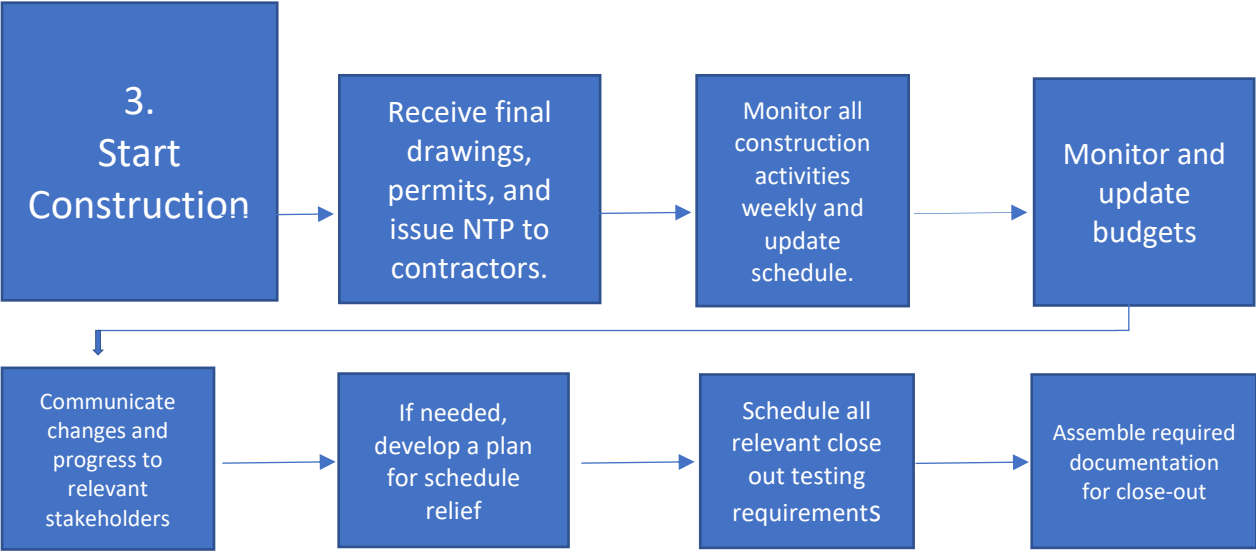 3.
Start
Construction
Receive final
drawings,
permits, and
issue NTP to
contractors.
Monitor all
construction
activities
weekly and
update
schedule.
Monitor and
update
budgets
Communicate
changes and
progress to
relevant
stakeholders
If needed,
develop a plan
for schedule
relief
Schedule all
relevant close
out testing
requirements
Assemble required
documentation
for close-out